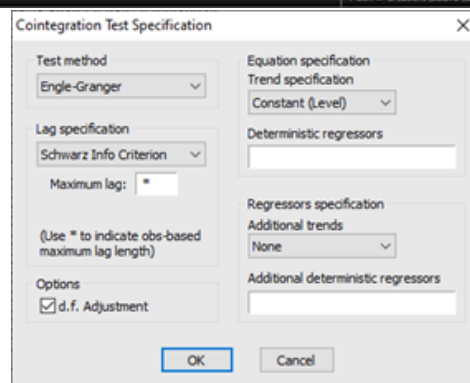 Cointegration Test Specification
Test method
Engle-Granger
Lag specification
Schwarz Info Criterion
Maximum lag: *
(Use * to indicate obs-based
maximum lag length)
Options
d.f. Adjustment
Equation specification
Trend specification
Constant (Level)
Deterministic regressors
Regressors specification
Additional trends
None
Additional deterministic regressors
OK
Cancel